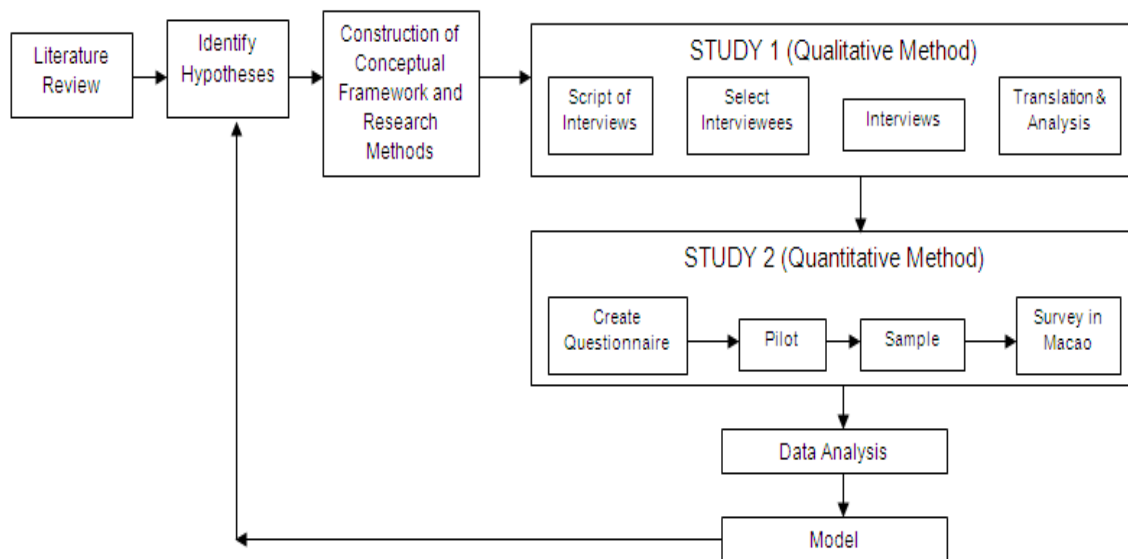 Literature
Review
Identify
Hypotheses
Construction of
Conceptual
Framework and
Research
Methods
STUDY 1 (Qualitative Method)
Script of
Interviews
Select
Interviewees
Interviews
Translation &
Analysis
STUDY 2 (Quantitative Method)
Create
Questionnaire
Pilot
Sample
Survey in
Macao
Data Analysis
Model